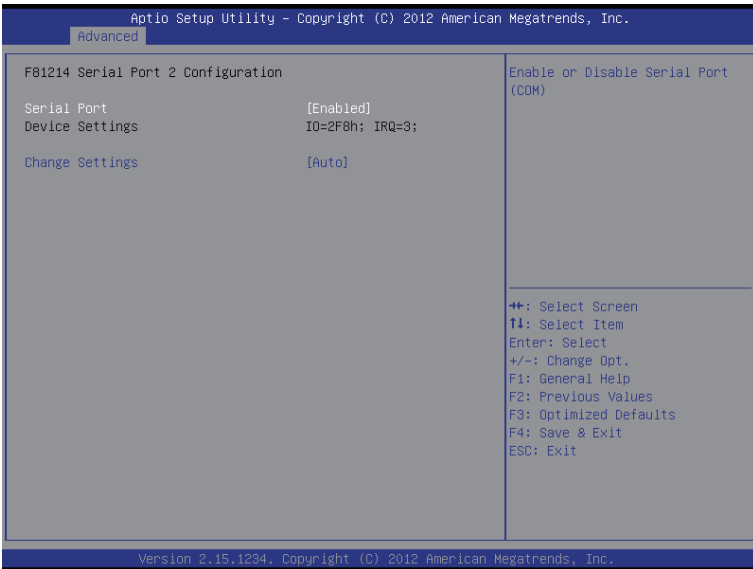 Aptio Setup Utility – Copyright (C) 2012 American Megatrends, Inc.
Advanced
F81214 Serial Port 2 Configuration
Serial Port [Enabled]
Device Settings IO=2F8h; IRQ=3;
Change Settings [Auto]
Enable or Disable Serial Port
(COM)
→←: Select Screen
↑↓: Select Item
Enter: Select
+/-: Change Opt.
F1: General Help
F2: Previous Values
F3: Optimized Defaults
F4: Save & Exit
ESC: Exit
Version 2.15.1234. Copyright (C) 2012 American Megatrends, Inc.